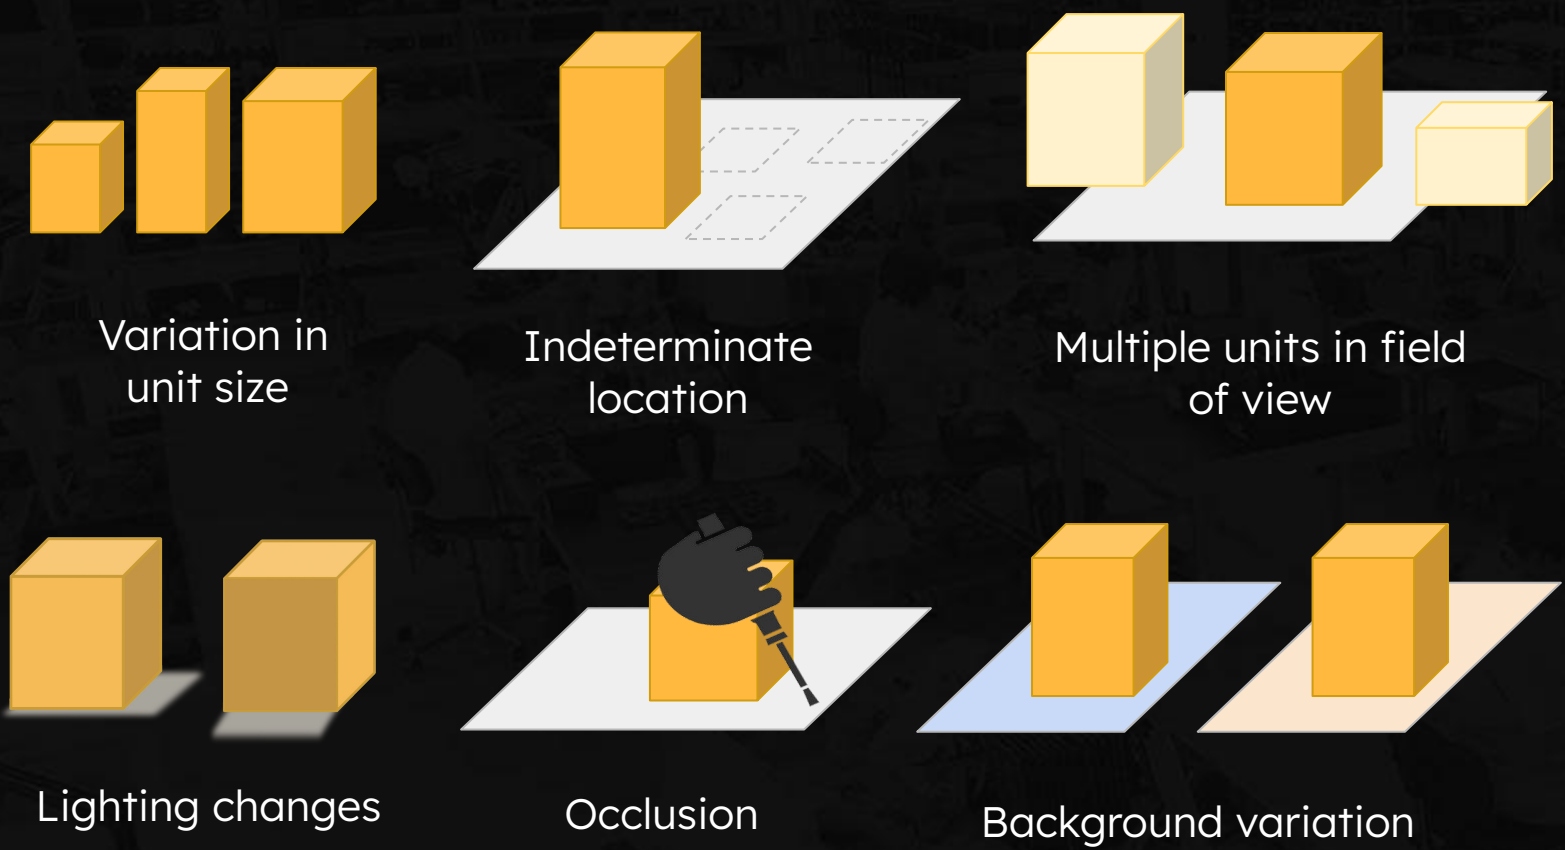 Variation in
unit size
Indeterminate
location
Multiple units in field
of view
Lighting changes
Occlusion
Background variation